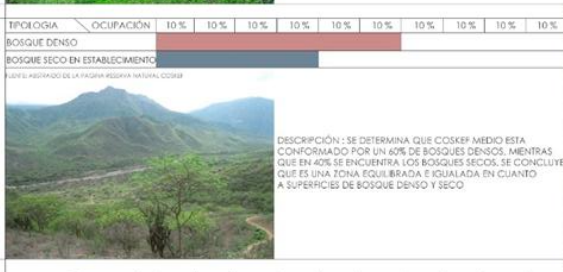 TIPOLOGIA OCUPACIÓN 10 % 10 % 10 % 10 % 10 % 10 % 10 % 10 % 10 % 10 %
BOSQUE DENSO
BOSQUE SECO EN ESTABLECIMIENTO
FUENTE: ABSTRAIDO DE LA PAGINA RESERVA NATURAL COSKEF
DESCRIPCIÓN : SE DETERMINA QUE COSKEF MEDIO ESTA
CONFORMADO POR UN 60% DE BOSQUES DENSOS, MIENTRAS
QUE EN 40% SE ENCUENTRA LOS BOSQUES SECOS, SE CONCLUYE
QUE ES UNA ZONA EQUILIBRADA E IGUALADA EN CUANTO
A SUPERFICIES DE BOSQUE DENSO Y SECO